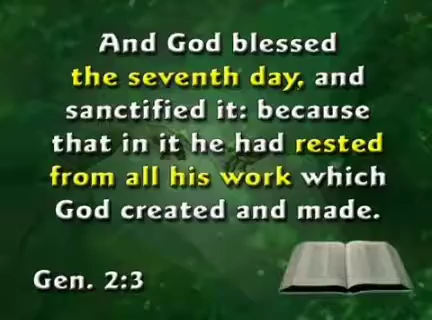 And God blessed
the seventh day, and
sanctified it: because
that in it he had rested
from all his work which
God created and made.
Gen. 2:3